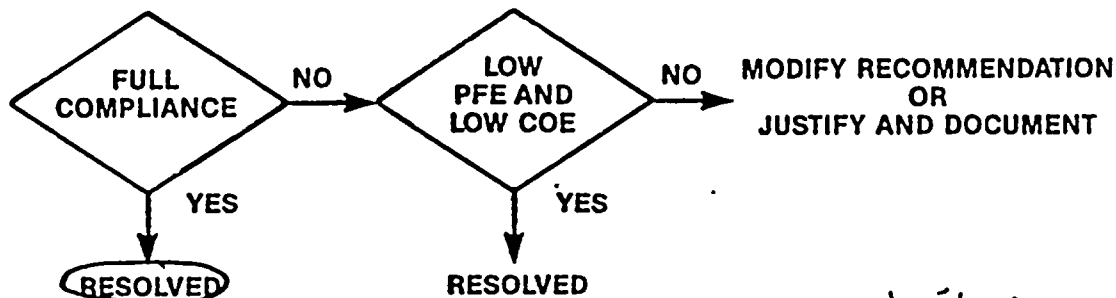 FULL
COMPLIANCE
NO
LOW
PFE AND
LOW COE
NO
MODIFY RECOMMENDATION
OR
JUSTIFY AND DOCUMENT
YES
YES
RESOLVED
RESOLVED